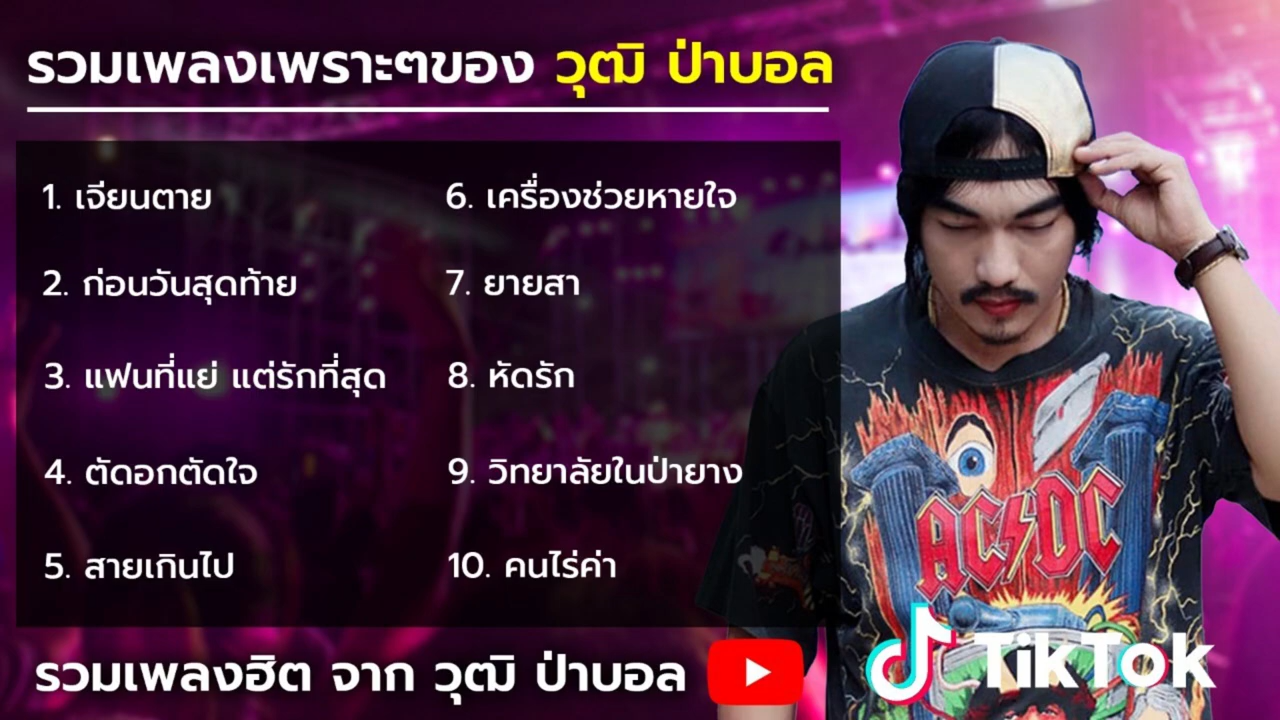 รวมเพลงเพราะๆของ วุฒิ ป่าบอล
1. เจียนตาย
2. ก่อนวันสุดท้าย
3. แฟนที่แย่ แต่รักที่สุด
4. ตัดอกตัดใจ
5. สายเกินไป
6. เครื่องช่วยหายใจ
7. ยายสา
8. หัดรัก
9. วิทยาลัยในป่ายาง
10. คนไร่ค่า
AC/DC
รวมเพลงฮิต จาก วุฒิ ป่าบอล
TikTok